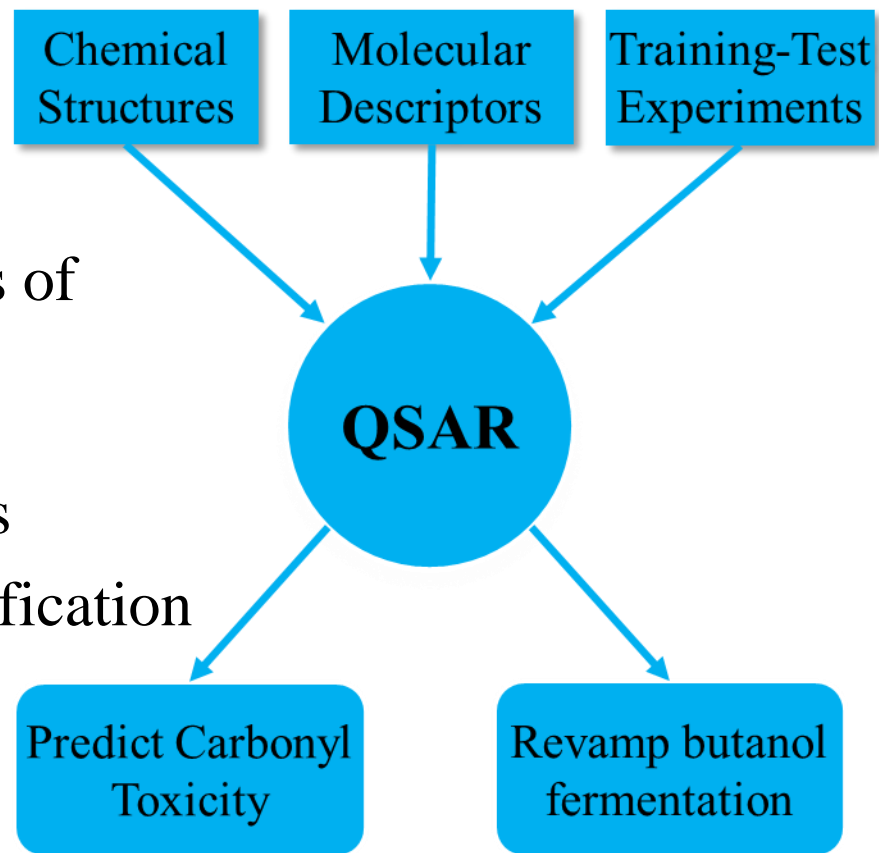 Chemical
Structures
Molecular
Descriptors
Training-Test
Experiments
s of
QSAR
s
fication
Predict Carbonyl
Toxicity
Revamp butanol
fermentation